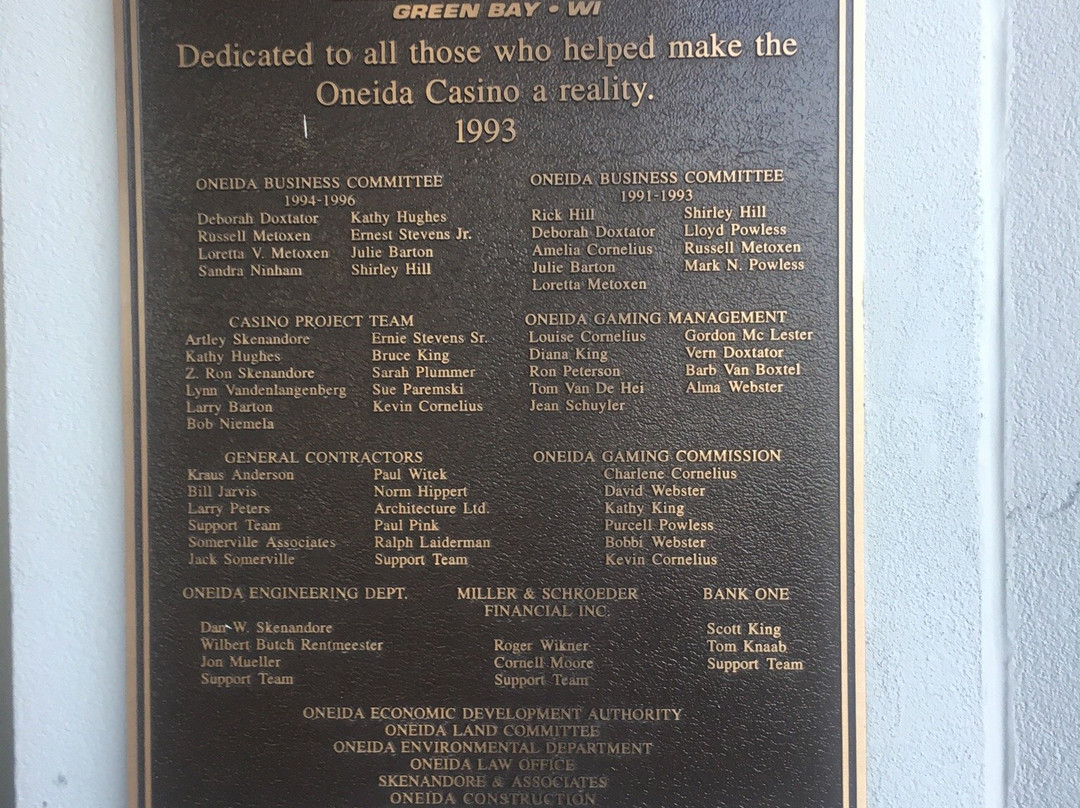 GREEN BAY • WI
Dedicated to all those who helped make the
Oneida Casino a reality.
1993
ONEIDA BUSINESS COMMITTEE
1994-1996
Deborah Doxtator Kathy Hughes
Russell Metoxen Ernest Stevens Jr.
Loretta V. Metoxen Julie Barton
Sandra Ninham Shirley Hill
ONEIDA BUSINESS COMMITTEE
1991-1993
Rick Hill Shirley Hill
Deborah Doxtator Lloyd Powless
Amelia Cornelius Russell Metoxen
Julie Barton Mark N. Powless
Loretta Metoxen
CASINO PROJECT TEAM
Artley Skenandore Ernie Stevens Sr.
Kathy Hughes Bruce King
Z. Ron Skenandore Sarah Plummer
Lynn Vandenlangenberg Sue Paremski
Larry Barton Kevin Cornelius
Bob Niemela
ONEIDA GAMING MANAGEMENT
Louise Cornelius Gordon Mc Lester
Diana King Vern Doxtator
Ron Peterson Barb Van Boxtel
Tom Van De Hei Alma Webster
Jean Schuyler
GENERAL CONTRACTORS
Kraus Anderson Paul Witek
Bill Jarvis Norm Hippert
Larry Peters Architecture Ltd.
Support Team Paul Pink
Somerville Associates Ralph Laiderman
Jack Somerville Support Team
ONEIDA GAMING COMMISSION
Charlene Cornelius
David Webster
Kathy King
Purcell Powless
Bobbi Webster
Kevin Cornelius
ONEIDA ENGINEERING DEPT.
Dan W. Skenandore
Wilbert Butch Rentmeester
Jon Mueller
Support Team
MILLER & SCHROEDER
FINANCIAL INC.
Roger Wikner
Cornell Moore
Support Team
BANK ONE
Scott King
Tom Knaab
Support Team
ONEIDA ECONOMIC DEVELOPMENT AUTHORITY
ONEIDA LAND COMMITTEE
ONEIDA ENVIRONMENTAL DEPARTMENT
ONEIDA LAW OFFICE
SKENANDORE & ASSOCIATES
ONEIDA CONSTRUCTION